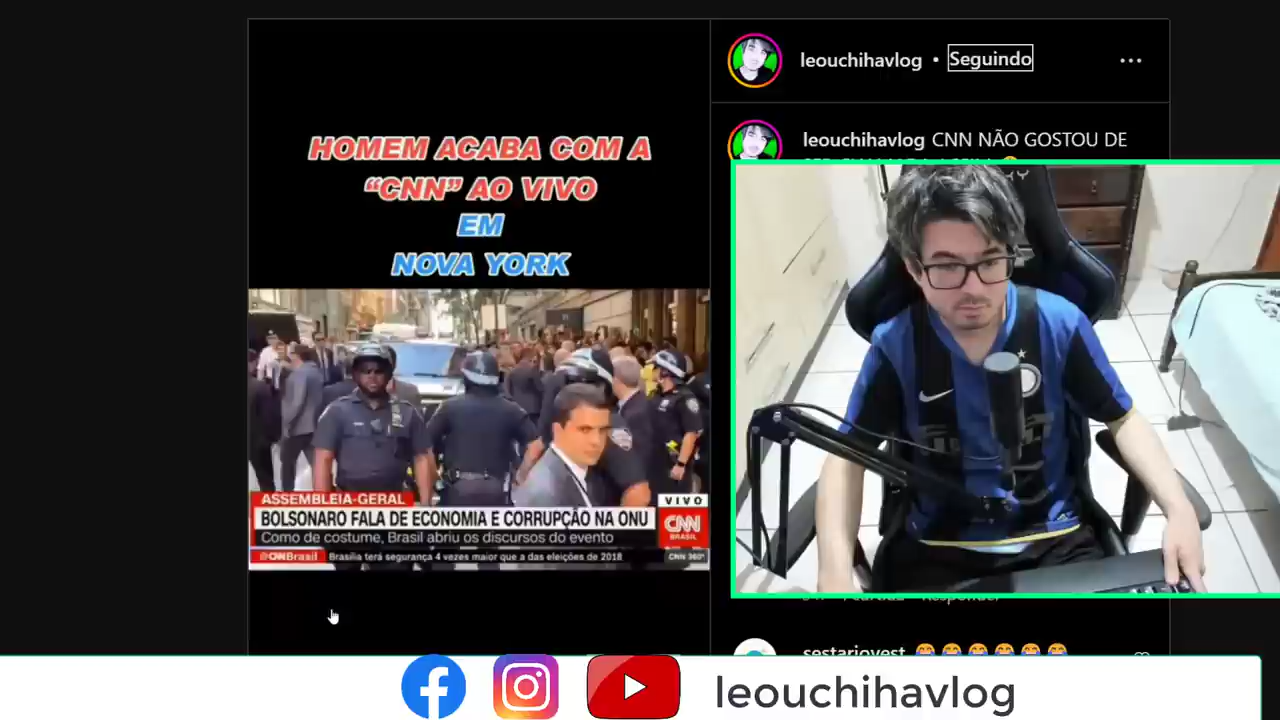 leouchihavlog • Seguindo
leouchihavlog CNN NÃO GOSTOU DE
HOMEM ACABA COM A
“CNN” AO VIVO
EM
NOVA YORK
ASSEMBLEIA-GERAL
VIVO
BOLSONARO FALA DE ECONOMIA E CORRUPÇÃO NA ONU
Como de costume, Brasil abriu os discursos do evento
CNN
BRASIL
@CNNBrasil Brasília terá segurança 4 vezes maior que a das eleições de 2018
CNN 360°
sestariovest
leouchihavlog